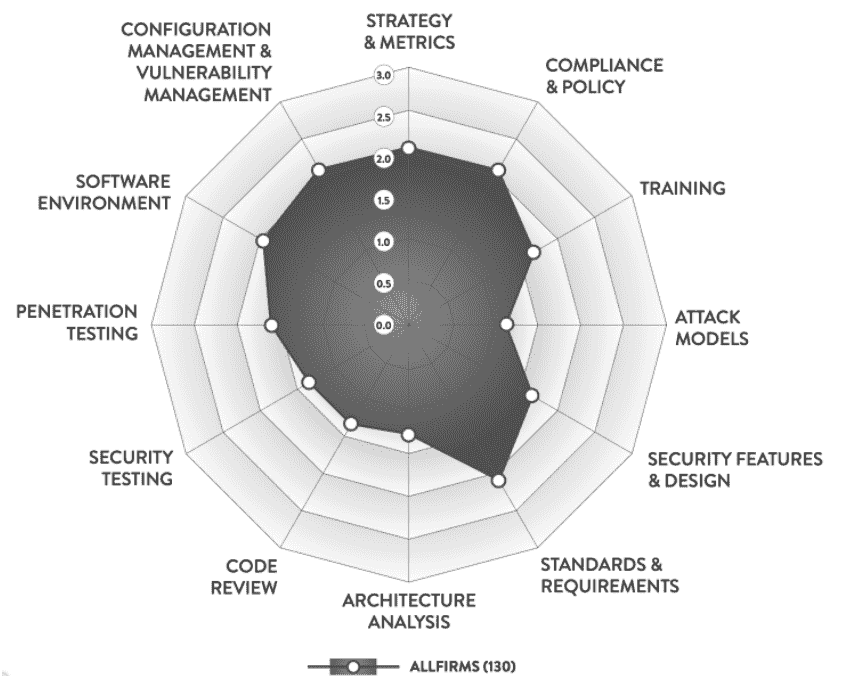 STRATEGY
& METRICS
CONFIGURATION
MANAGEMENT &
VULNERABILITY
MANAGEMENT
COMPLIANCE
& POLICY
3.0
2.5
2.0
1.5
1.0
0.5
0.0
SOFTWARE
ENVIRONMENT
TRAINING
PENETRATION
TESTING
ATTACK
MODELS
SECURITY
TESTING
SECURITY FEATURES
& DESIGN
CODE
REVIEW
STANDARDS &
REQUIREMENTS
ARCHITECTURE
ANALYSIS
ALLFIRMS (130)